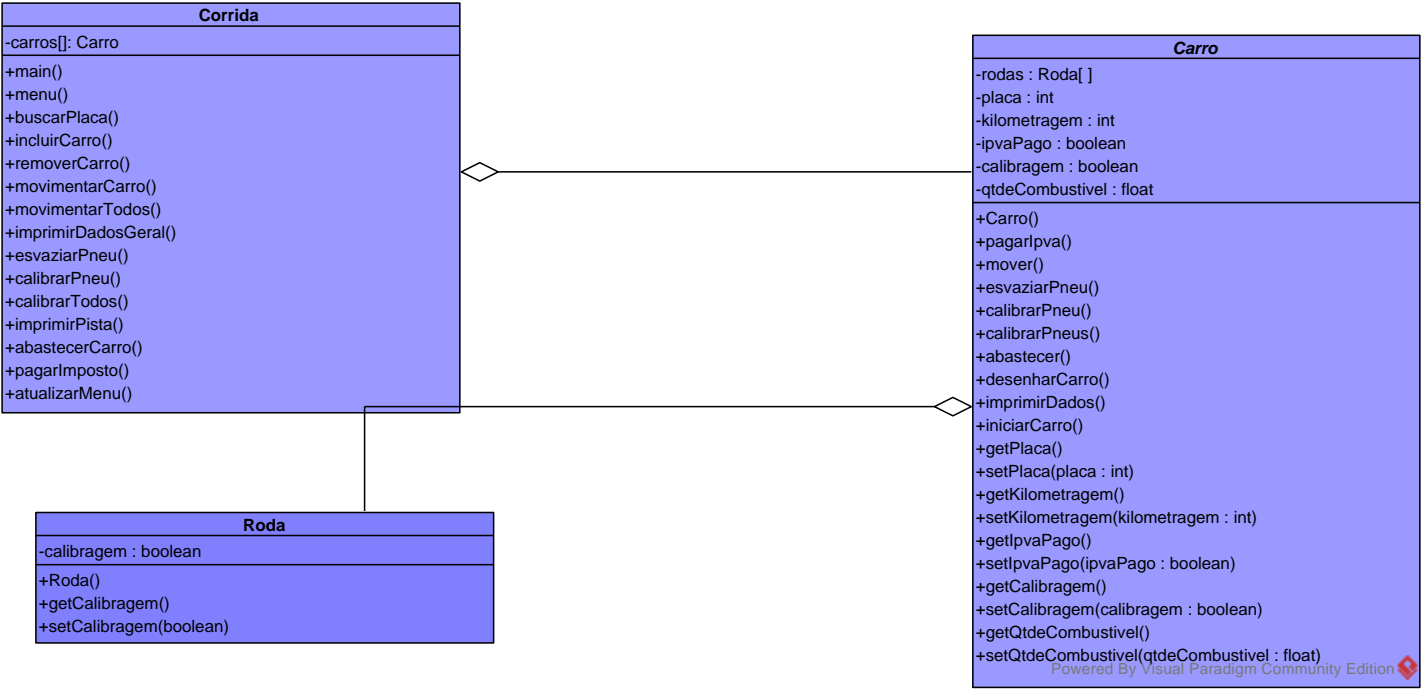 Corrida
-carros[]: Carro
+main()
+menu()
+buscarPlaca()
+incluirCarro()
+removerCarro()
+movimentarCarro()
+movimentarTodos()
+imprimirDadosGeral()
+esvaziarPneu()
+calibrarPneu()
+calibrarTodos()
+imprimirPista()
+abastecerCarro()
+pagarImposto()
+atualizarMenu()
Carro
-rodas : Roda[ ]
-placa : int
-kilometragem : int
-ipvaPago : boolean
-calibragem : boolean
-qtdeCombustivel : float
+Carro()
+pagarIpva()
+mover()
+esvaziarPneu()
+calibrarPneu()
+calibrarPneus()
+abastecer()
+desenharCarro()
+imprimirDados()
+iniciarCarro()
+getPlaca()
+setPlaca(placa : int)
+getKilometragem()
+setKilometragem(kilometragem : int)
+getIpvaPago()
+setIpvaPago(ipvaPago : boolean)
+getCalibragem()
+setCalibragem(calibragem : boolean)
+getQtdeCombustivel()
+setQtdeCombustivel(qtdeCombustivel : float)
Roda
-calibragem : boolean
+Roda()
+getCalibragem()
+setCalibragem(boolean)
Powered By Visual Paradigm Community Edition